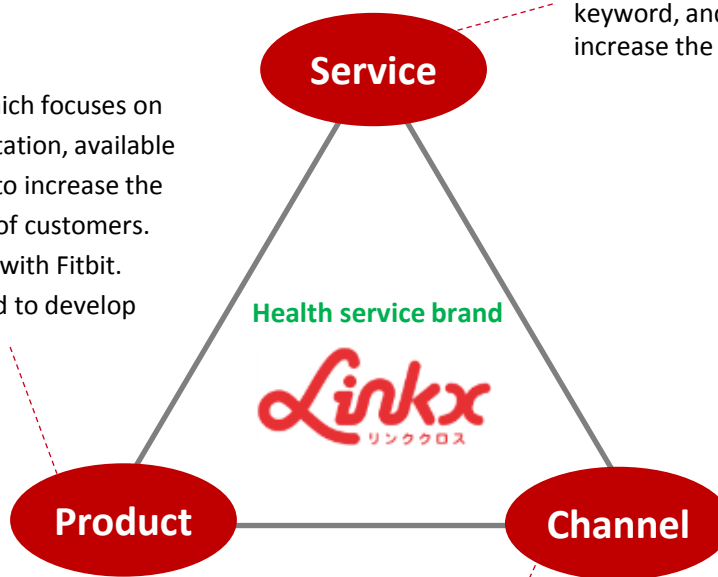 keyword, and
increase the
Service
ich focuses on
tation, available
to increase the
of customers.
with Fitbit.
d to develop
Health service brand
Linkx
リンククロス
Product
Channel